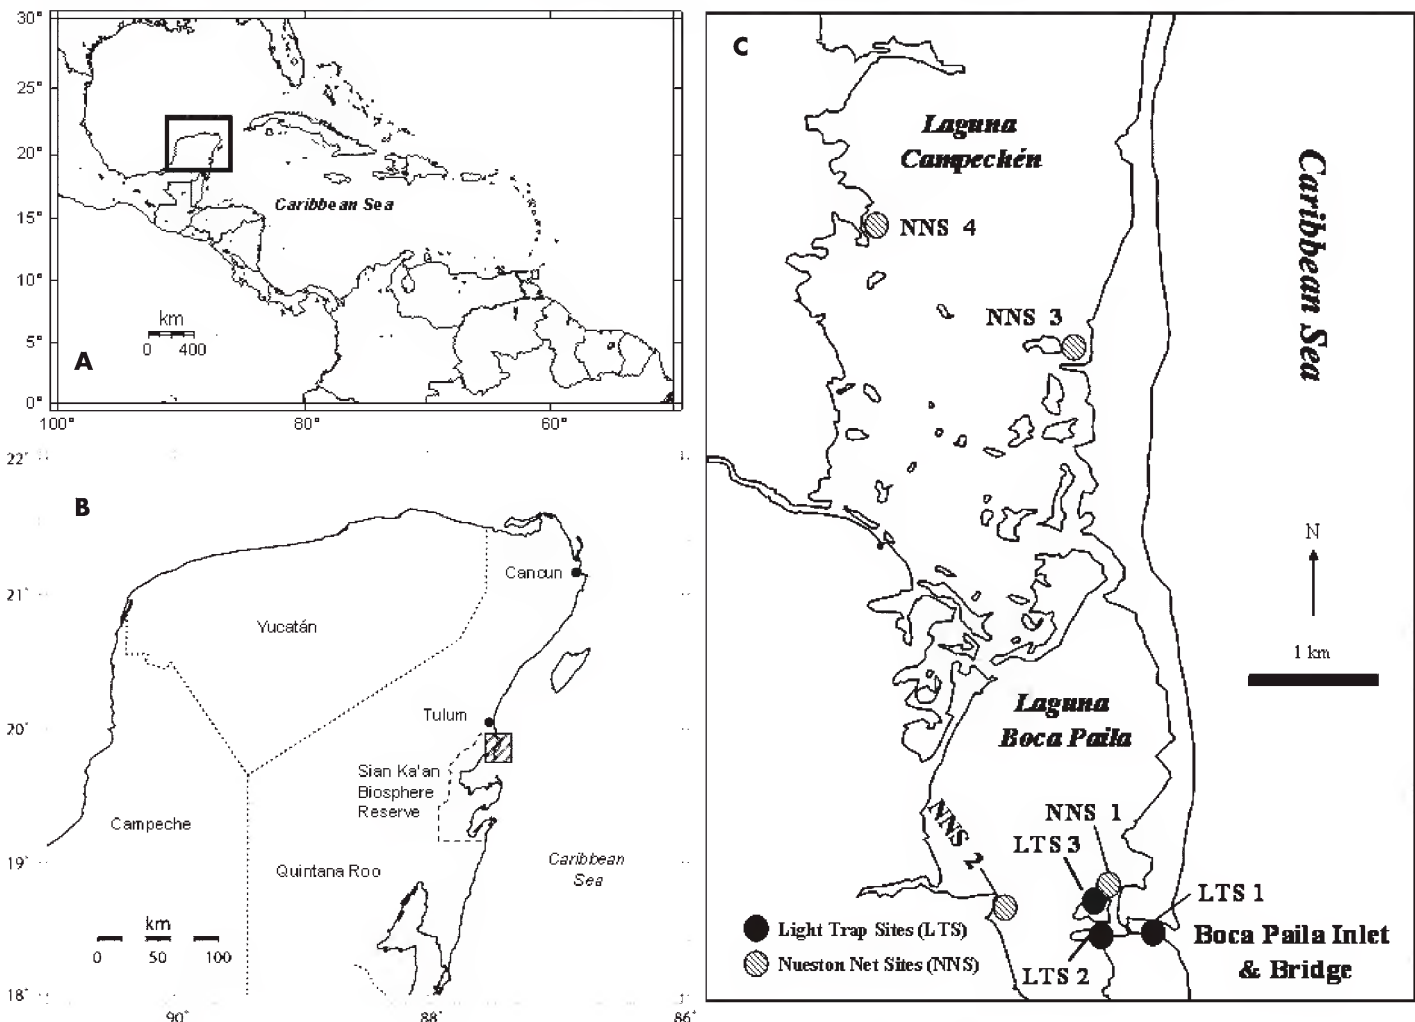 A
30°
25°
20°
15°
10°
5°
0°
100°
80°
60°
Caribbean Sea
km
0 400
B
22°
21°
20°
19°
18°
90°
88°
86°
Cancun
Yucatán
Tulum
Sian Ka'an
Biosphere
Reserve
Campeche
Quintana Roo
Caribbean
Sea
km
0 50 100
C
Laguna
Campechén
Caribbean Sea
NNS 4
NNS 3
N
1 km
Laguna
Boca Paila
NNS 2
NNS 1
LTS 3
LTS 1
LTS 2
Boca Paila Inlet
& Bridge
Light Trap Sites (LTS)
Nueston Net Sites (NNS)